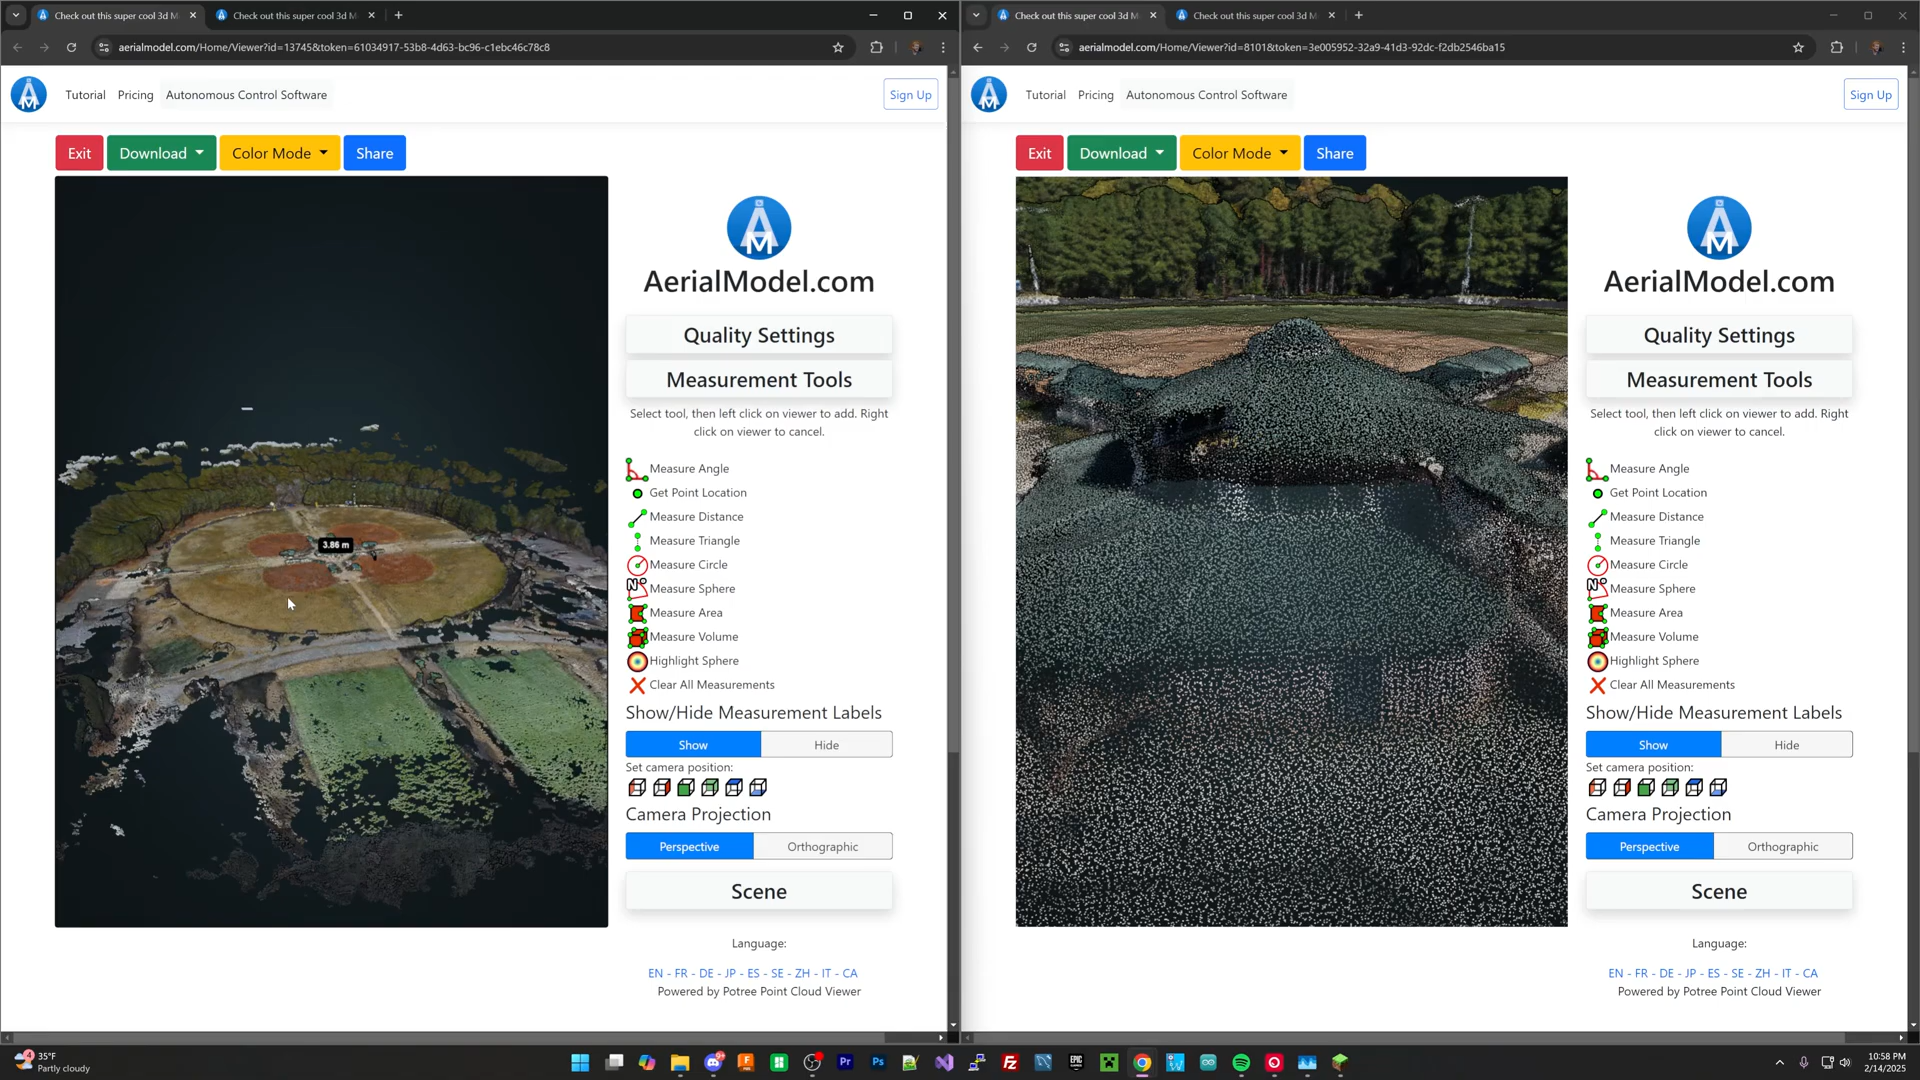 Check out this super cool 3d M
Check out this super cool 3d M
aerialmodel.com/Home/Viewer?id=13745&token=61034917-53b8-4d63-bc96-c1ebc46c78c8
Tutorial Pricing Autonomous Control Software Sign Up
Exit Download Color Mode Share
3.86 m
AM
AerialModel.com
Quality Settings
Measurement Tools
Select tool, then left click on viewer to add. Right
click on viewer to cancel.
Measure Angle
Get Point Location
Measure Distance
Measure Triangle
Measure Circle
N° Measure Sphere
Measure Area
Measure Volume
Highlight Sphere
Clear All Measurements
Show/Hide Measurement Labels
Show Hide
Set camera position:
Camera Projection
Perspective Orthographic
Scene
Language:
EN - FR - DE - JP - ES - SE - ZH - IT - CA
Powered by Potree Point Cloud Viewer
Check out this super cool 3d M
Check out this super cool 3d M
aerialmodel.com/Home/Viewer?id=8101&token=3e005952-32a9-41d3-92dc-f2db2546ba15
Tutorial Pricing Autonomous Control Software Sign Up
Exit Download Color Mode Share
AM
AerialModel.com
Quality Settings
Measurement Tools
Select tool, then left click on viewer to add. Right
click on viewer to cancel.
Measure Angle
Get Point Location
Measure Distance
Measure Triangle
Measure Circle
N° Measure Sphere
Measure Area
Measure Volume
Highlight Sphere
Clear All Measurements
Show/Hide Measurement Labels
Show Hide
Set camera position:
Camera Projection
Perspective Orthographic
Scene
Language:
EN - FR - DE - JP - ES - SE - ZH - IT - CA
Powered by Potree Point Cloud Viewer
35°F
Partly cloudy
Pr
Ps
10:58 PM
2/14/2025